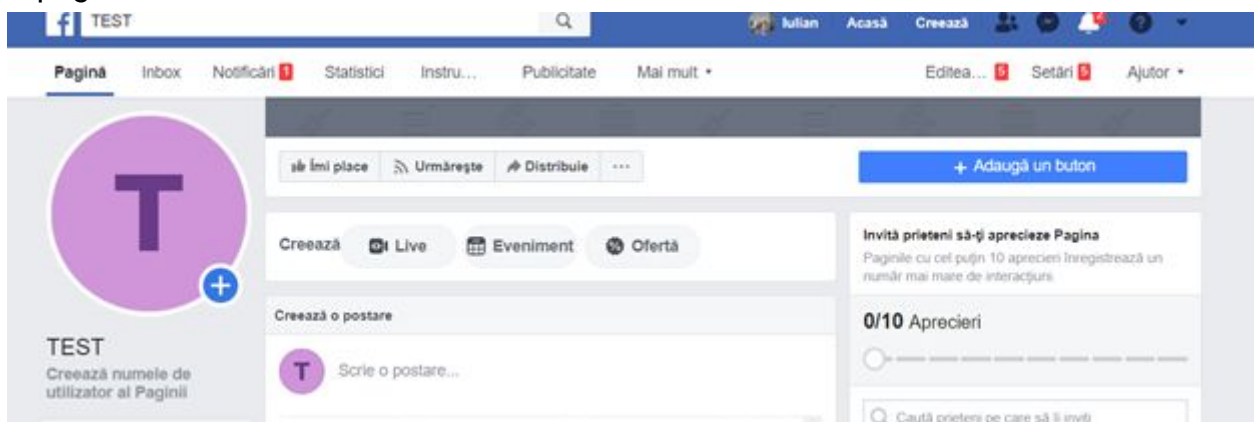 TEST
Iulian Acasă Creează
Pagină Inbox Notificări 1 Statistici Instru... Publicitate Mai mult Editea... 5 Setări 5 Ajutor
T
Îmi place Urmărește Distribuie ...
+ Adaugă un buton
Creează Live Eveniment Ofertă
Creează o postare
T Scrie o postare...
TEST
Creează numele de
utilizator al Paginii
Invită prieteni să-ți aprecieze Pagina
Paginile cu cel puțin 10 aprecieri înregistrează un
număr mai mare de interacțiuni
0/10 Aprecieri
Caută prieteni pe care să îi inviți